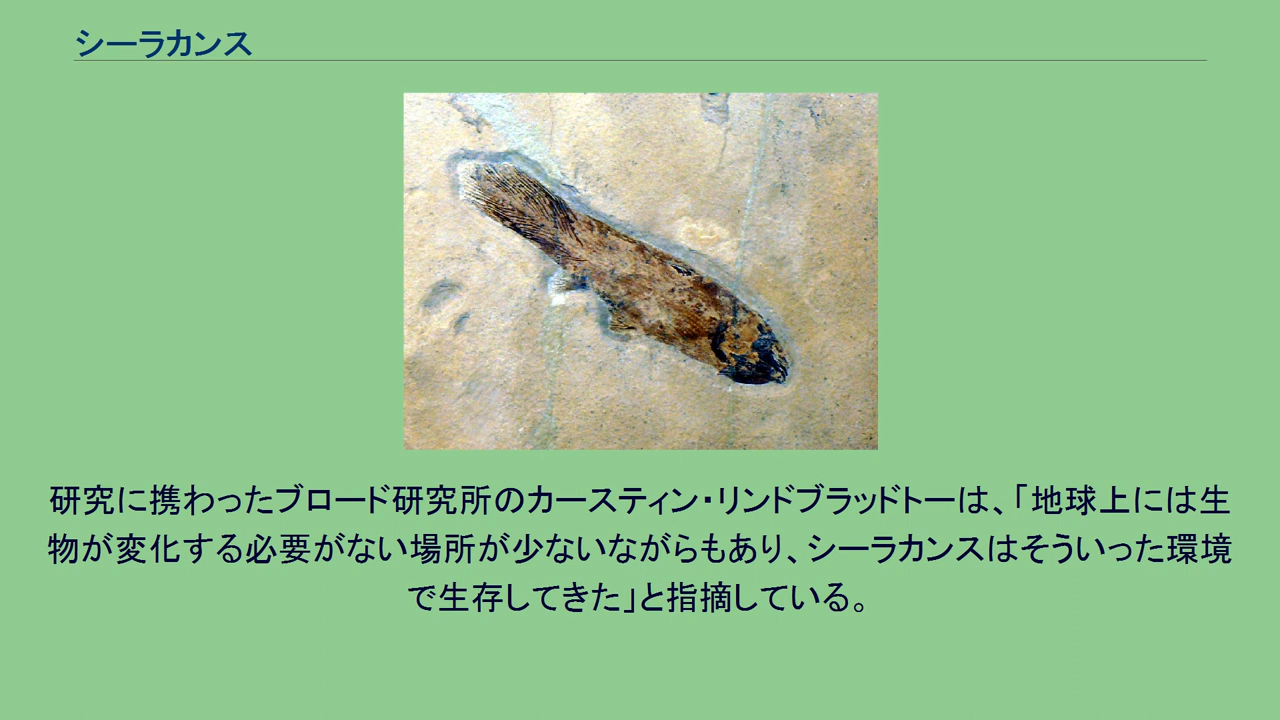 シーラカンス
研究に携わったブロード研究所のカースティン・リンドブラッドトーは、「地球上には生
物が変化する必要がない場所が少ないながらもあり、シーラカンスはそういった環境
で生存してきた」と指摘している。